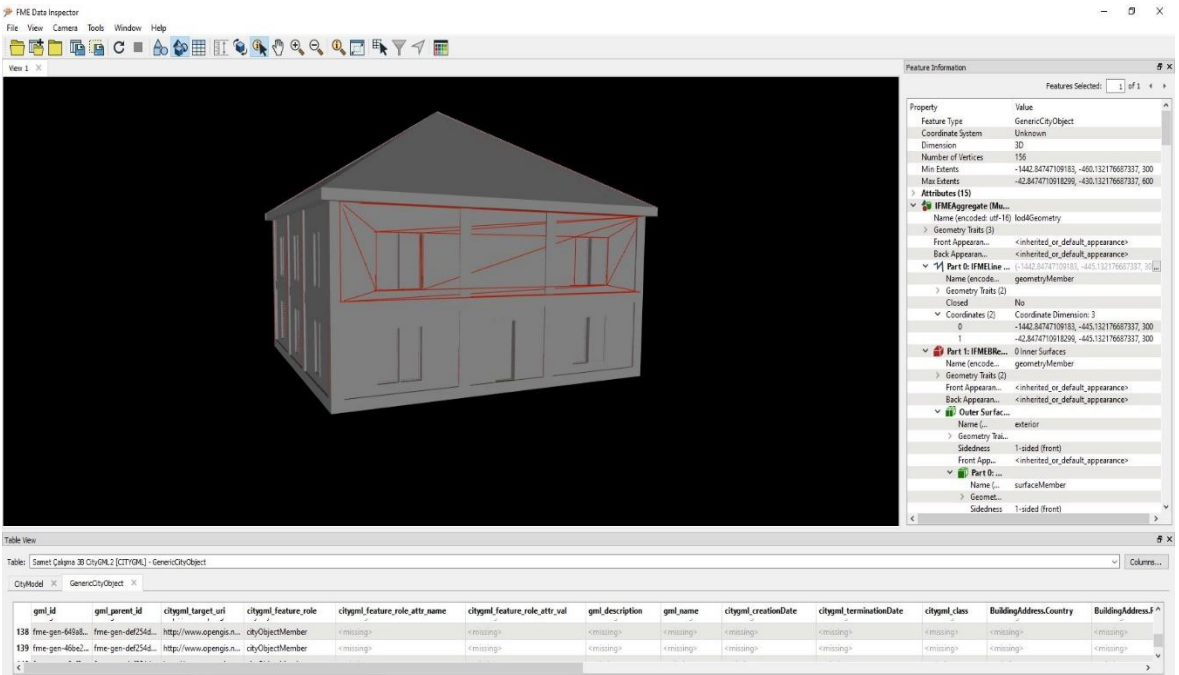 FME Data Inspector
File View Camera Tools Window Help
View 1
Feature Information
Features Selected: 1 of 1
Property Value
Feature Type GenericCityObject
Coordinate System Unknown
Dimension 3D
Number of Vertices 156
Min Extents -1442.84747109183, -460.132176687337, 300
Max Extents -42.8474710918299, -430.132176687337, 600
Attributes (15)
IFMEAggregate (Mu...
Name (encoded: utf-16) lod4Geometry
Geometry Traits (3)
Front Appearan... <inherited_or_default_appearance>
Back Appearan... <inherited_or_default_appearance>
Part 0: IFMELine ... (-1442.84747109183, -445.132176687337, 30...
Name (encode... geometryMember
Geometry Traits (2)
Closed No
Coordinates (2) Coordinate Dimension: 3
0 -1442.84747109183, -445.132176687337, 300
1 -42.8474710918299, -445.132176687337, 300
Part 1: IFMEBRe... 0 Inner Surfaces
Name (encode... geometryMember
Geometry Traits (2)
Front Appearan... <inherited_or_default_appearance>
Back Appearan... <inherited_or_default_appearance>
Outer Surfac...
Name (... exterior
Geometry Trai...
Sidedness 1-sided (front)
Front App... <inherited_or_default_appearance>
Part 0: ...
Name (... surfaceMember
Geomet...
Sidedness 1-sided (front)
Table View
Table: Samet Çalışma 3B CityGML2 [CITYGML] - GenericCityObject Columns...
CityModel GenericCityObject
gml_id gml_parent_id citygml_target_uri citygml_feature_role citygml_feature_role_attr_name citygml_feature_role_attr_val gml_description gml_name citygml_creationDate citygml_terminationDate citygml_class BuildingAddress.Country
138 fme-gen-649a8... fme-gen-def254d... http://www.opengis.n... cityObjectMember <missing> <missing> <missing> <missing> <missing> <missing> <missing> <missing> <missing>
139 fme-gen-46be2... fme-gen-def254d... http://www.opengis.n... cityObjectMember <missing> <missing> <missing> <missing> <missing> <missing> <missing> <missing> <missing>